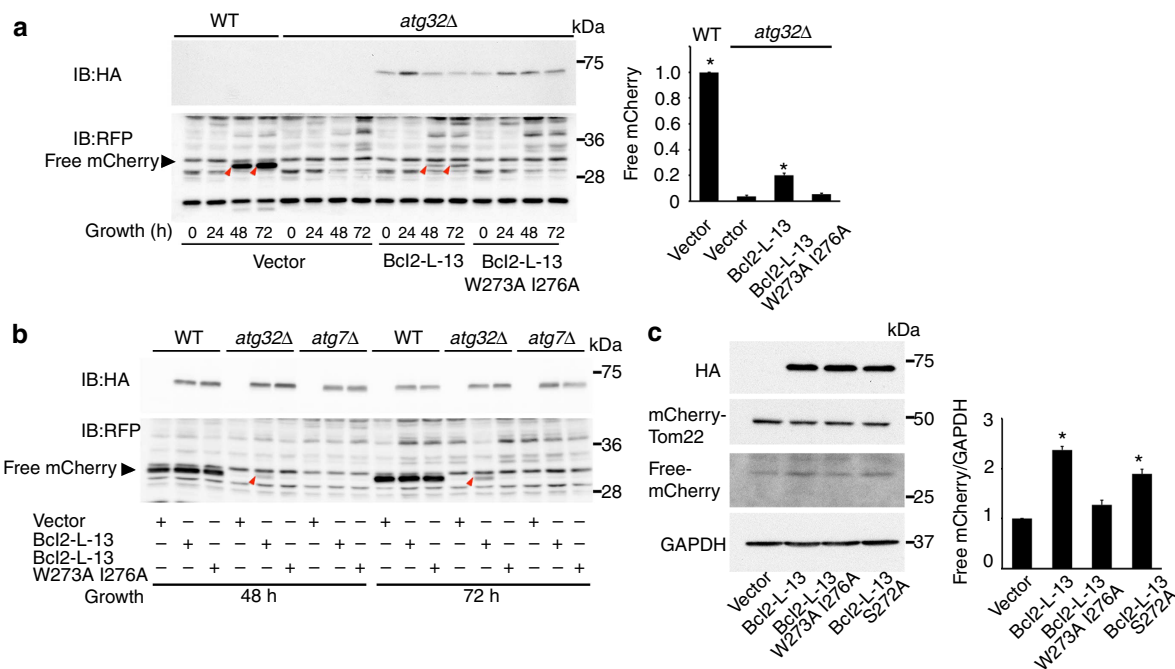 a
WT
atg32Δ
kDa
IB:HA
75
IB:RFP
36
Free mCherry
28
Growth (h)
0 24 48 72 0 24 48 72 0 24 48 72 0 24 48 72
Vector
Bcl2-L-13
Bcl2-L-13
W273A I276A
WT
atg32Δ
*
*
Free mCherry
1.0
0.8
0.6
0.4
0.2
0
Vector
Vector
Bcl2-L-13
Bcl2-L-13
W273A I276A
b
WT atg32Δ atg7Δ WT atg32Δ atg7Δ
kDa
IB:HA
75
IB:RFP
36
Free mCherry
28
Vector + − − + − − + − − + − − + − − + − −
Bcl2-L-13 − + − − + − − + − − + − − + − − + −
Bcl2-L-13
W273A I276A − − + − − + − − + − − + − − + − − +
Growth 48 h 72 h
c
kDa
HA
75
mCherry-
Tom22
50
Free-
mCherry
25
GAPDH
37
Vector
Bcl2-L-13
Bcl2-L-13
W273A I276A
Bcl2-L-13
S272A
Free mCherry/GAPDH
3
2
1
0
*
*
Vector
Bcl2-L-13
Bcl2-L-13
W273A I276A
Bcl2-L-13
S272A